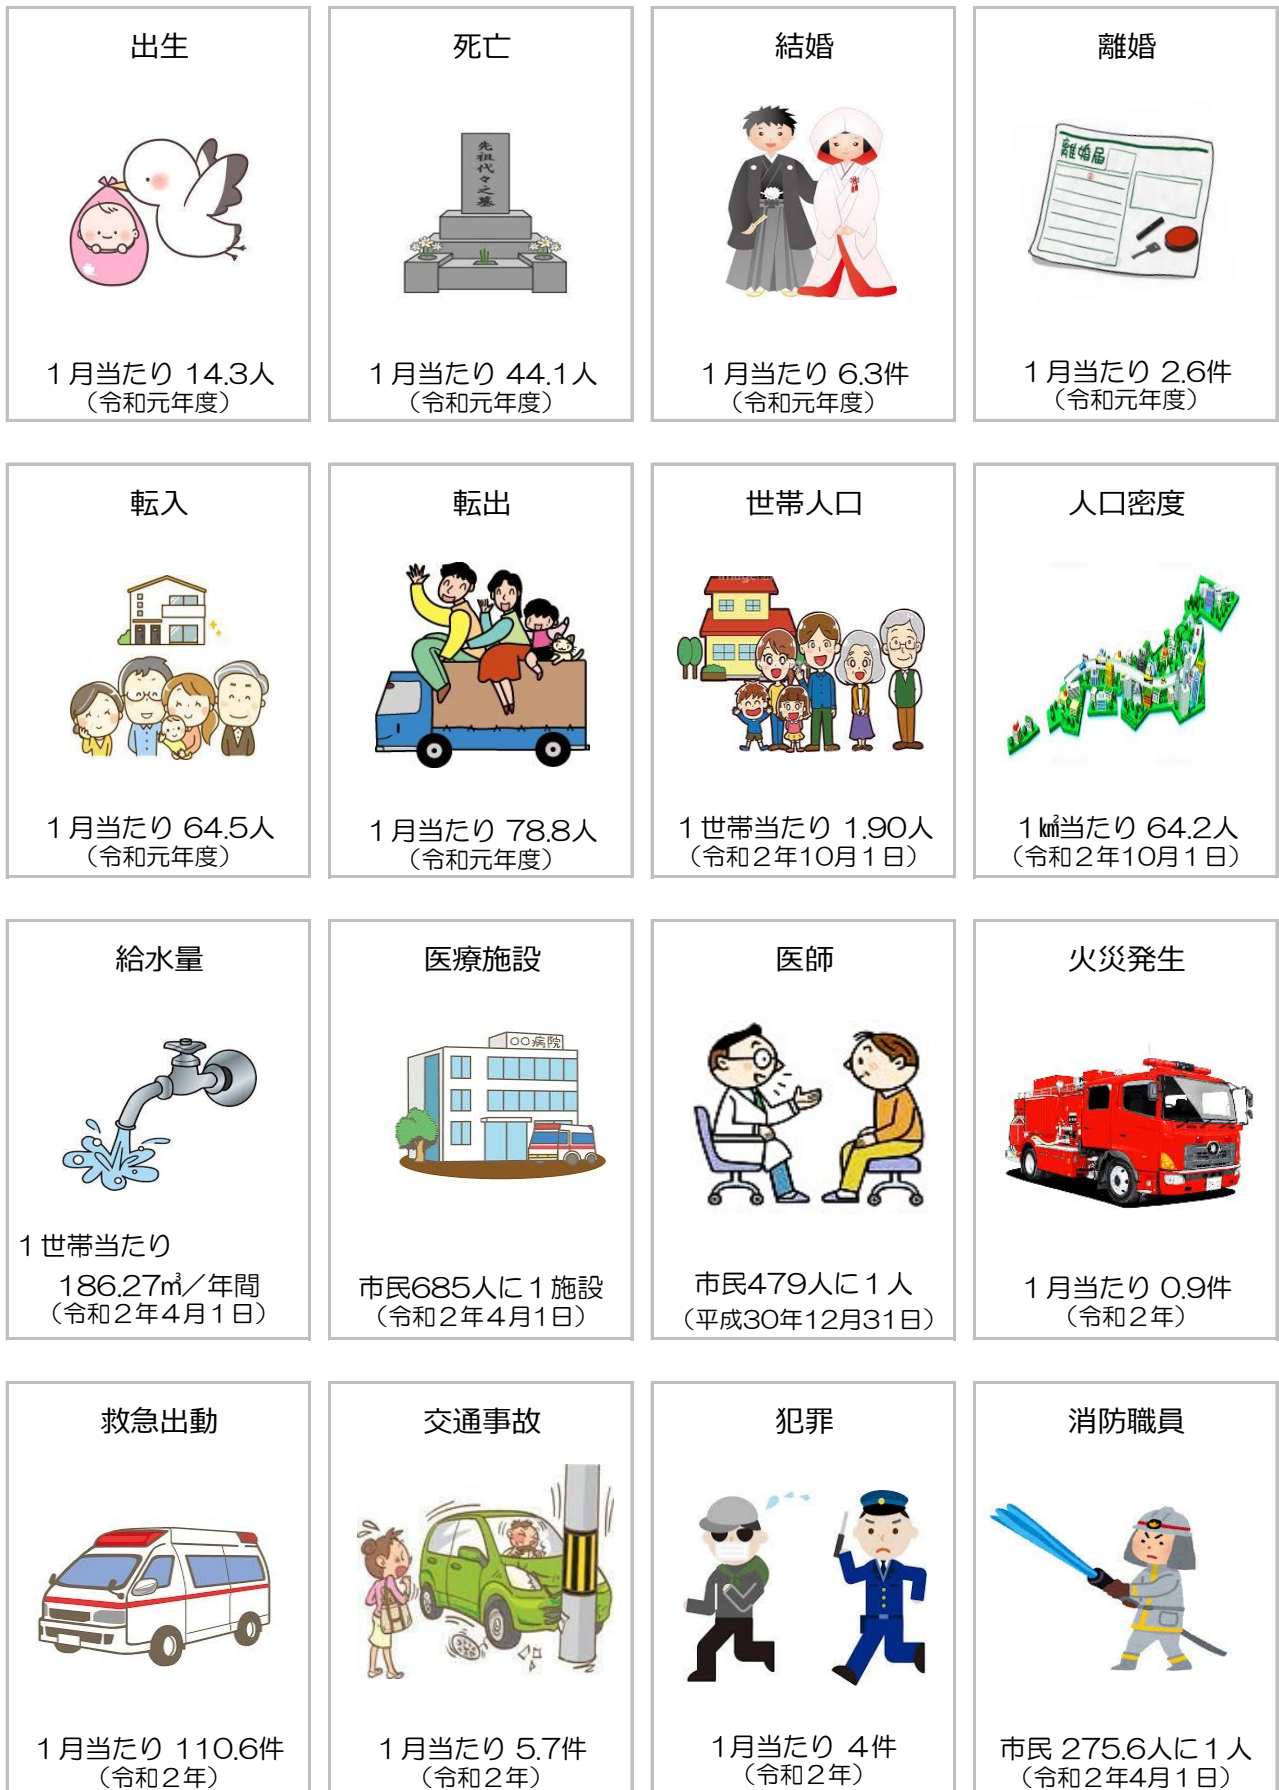 出生
１月当たり 14.3人
（令和元年度）
死亡
先祖代々之墓
１月当たり 44.1人
（令和元年度）
結婚
１月当たり 6.3件
（令和元年度）
離婚
離婚届
１月当たり 2.6件
（令和元年度）
転入
１月当たり 64.5人
（令和元年度）
転出
１月当たり 78.8人
（令和元年度）
世帯人口
１世帯当たり 1.90人
（令和２年10月１日）
人口密度
１㎢当たり 64.2人
（令和２年10月１日）
給水量
１世帯当たり
186.27㎥／年間
（令和２年４月１日）
医療施設
〇〇病院
市民685人に１施設
（令和２年４月1日）
医師
市民479人に１人
（平成30年12月31日）
火災発生
１月当たり 0.9件
（令和２年）
救急出動
１月当たり 110.6件
（令和２年）
交通事故
１月当たり 5.7件
（令和２年）
犯罪
1月当たり ４件
（令和２年）
消防職員
市民 275.6人に１人
（令和２年4月１日）